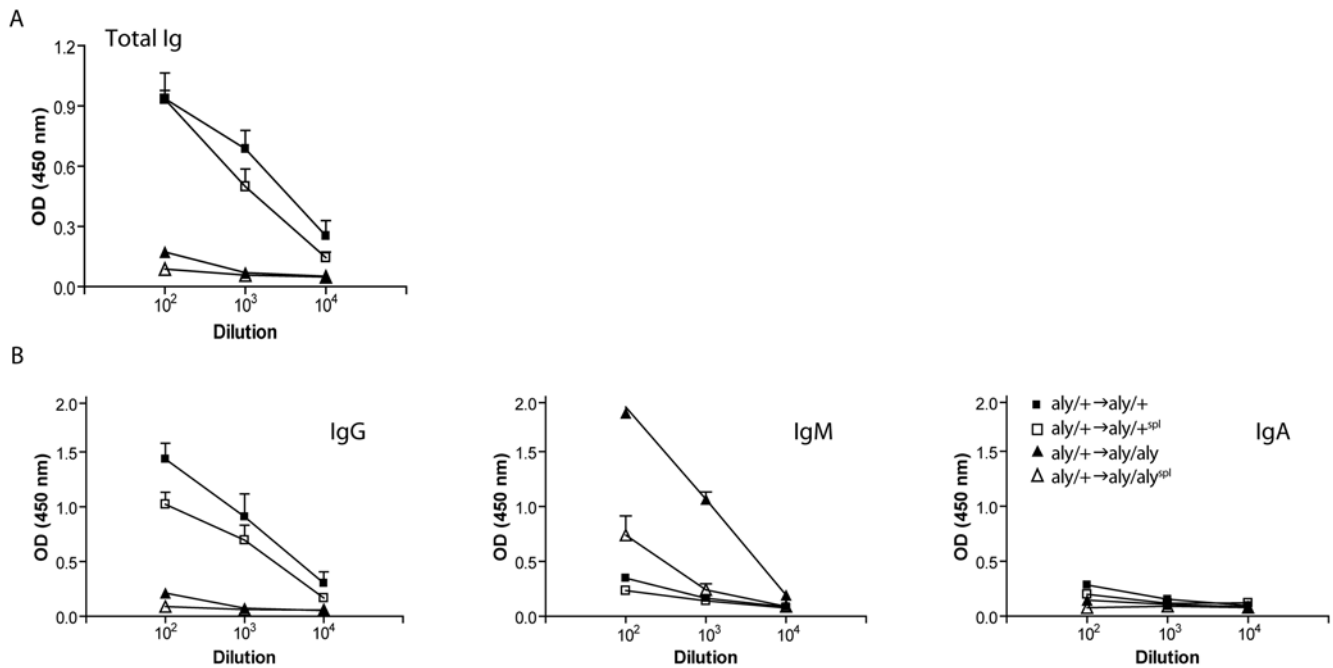 A
Total Ig
1.2
0.9
0.6
0.3
0.0
OD (450 nm)
10² 10³ 10⁴
Dilution
B
IgG
2.0
1.5
1.0
0.5
0.0
OD (450 nm)
10² 10³ 10⁴
Dilution
IgM
2.0
1.5
1.0
0.5
0.0
OD (450 nm)
10² 10³ 10⁴
Dilution
IgA
aly/+→aly/+
aly/+→aly/+ˢᵖˡ
aly/+→aly/aly
aly/+→aly/alyˢᵖˡ
2.0
1.5
1.0
0.5
0.0
OD (450 nm)
10² 10³ 10⁴
Dilution